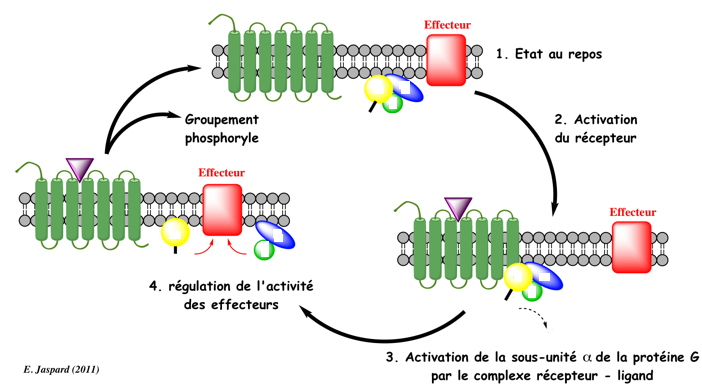 Effecteur
1. Etat au repos
2. Activation
du récepteur
Groupement
phosphoryle
Effecteur
Effecteur
4. régulation de l'activité
des effecteurs
3. Activation de la sous-unité α de la protéine G
par le complexe récepteur - ligand
E. Jaspard (2011)